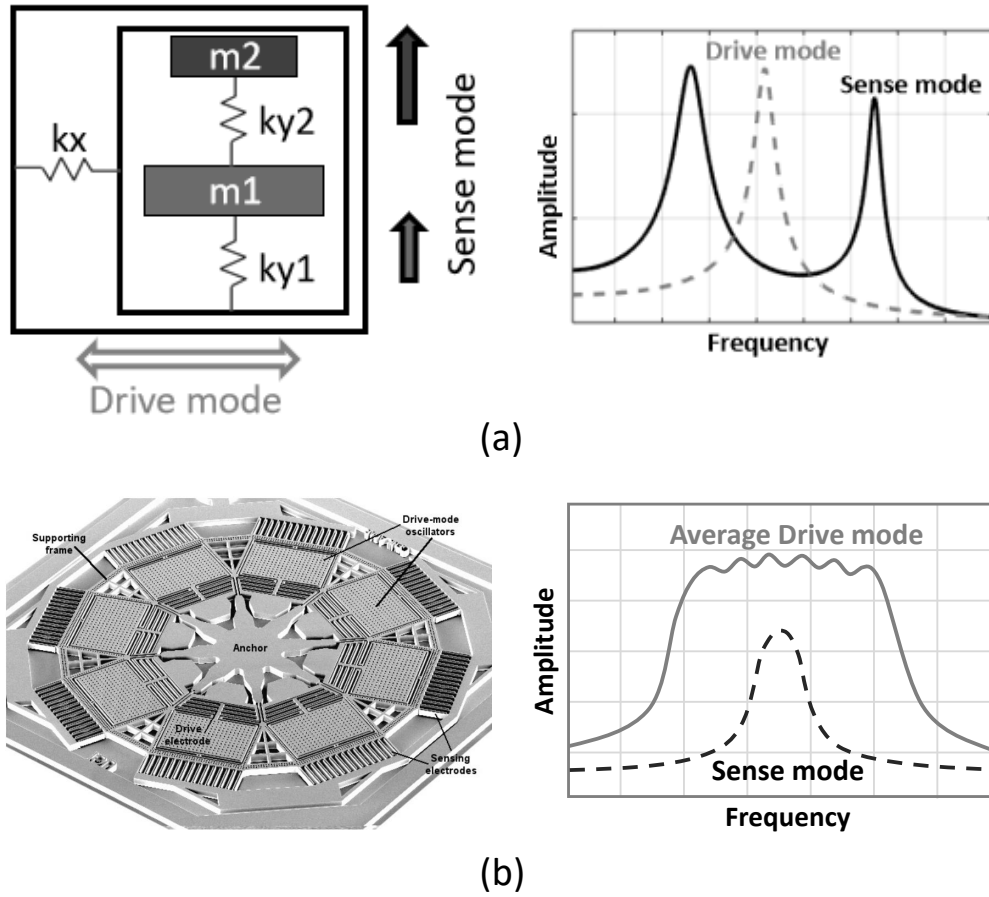 m2
ky2
kx
m1
ky1
Sense mode
Drive mode
Drive mode
Sense mode
Amplitude
Frequency
(a)
Supporting
frame
Drive-mode
oscillators
Anchor
Drive
electrode
Sensing
electrodes
Average Drive mode
Sense mode
Amplitude
Frequency
(b)